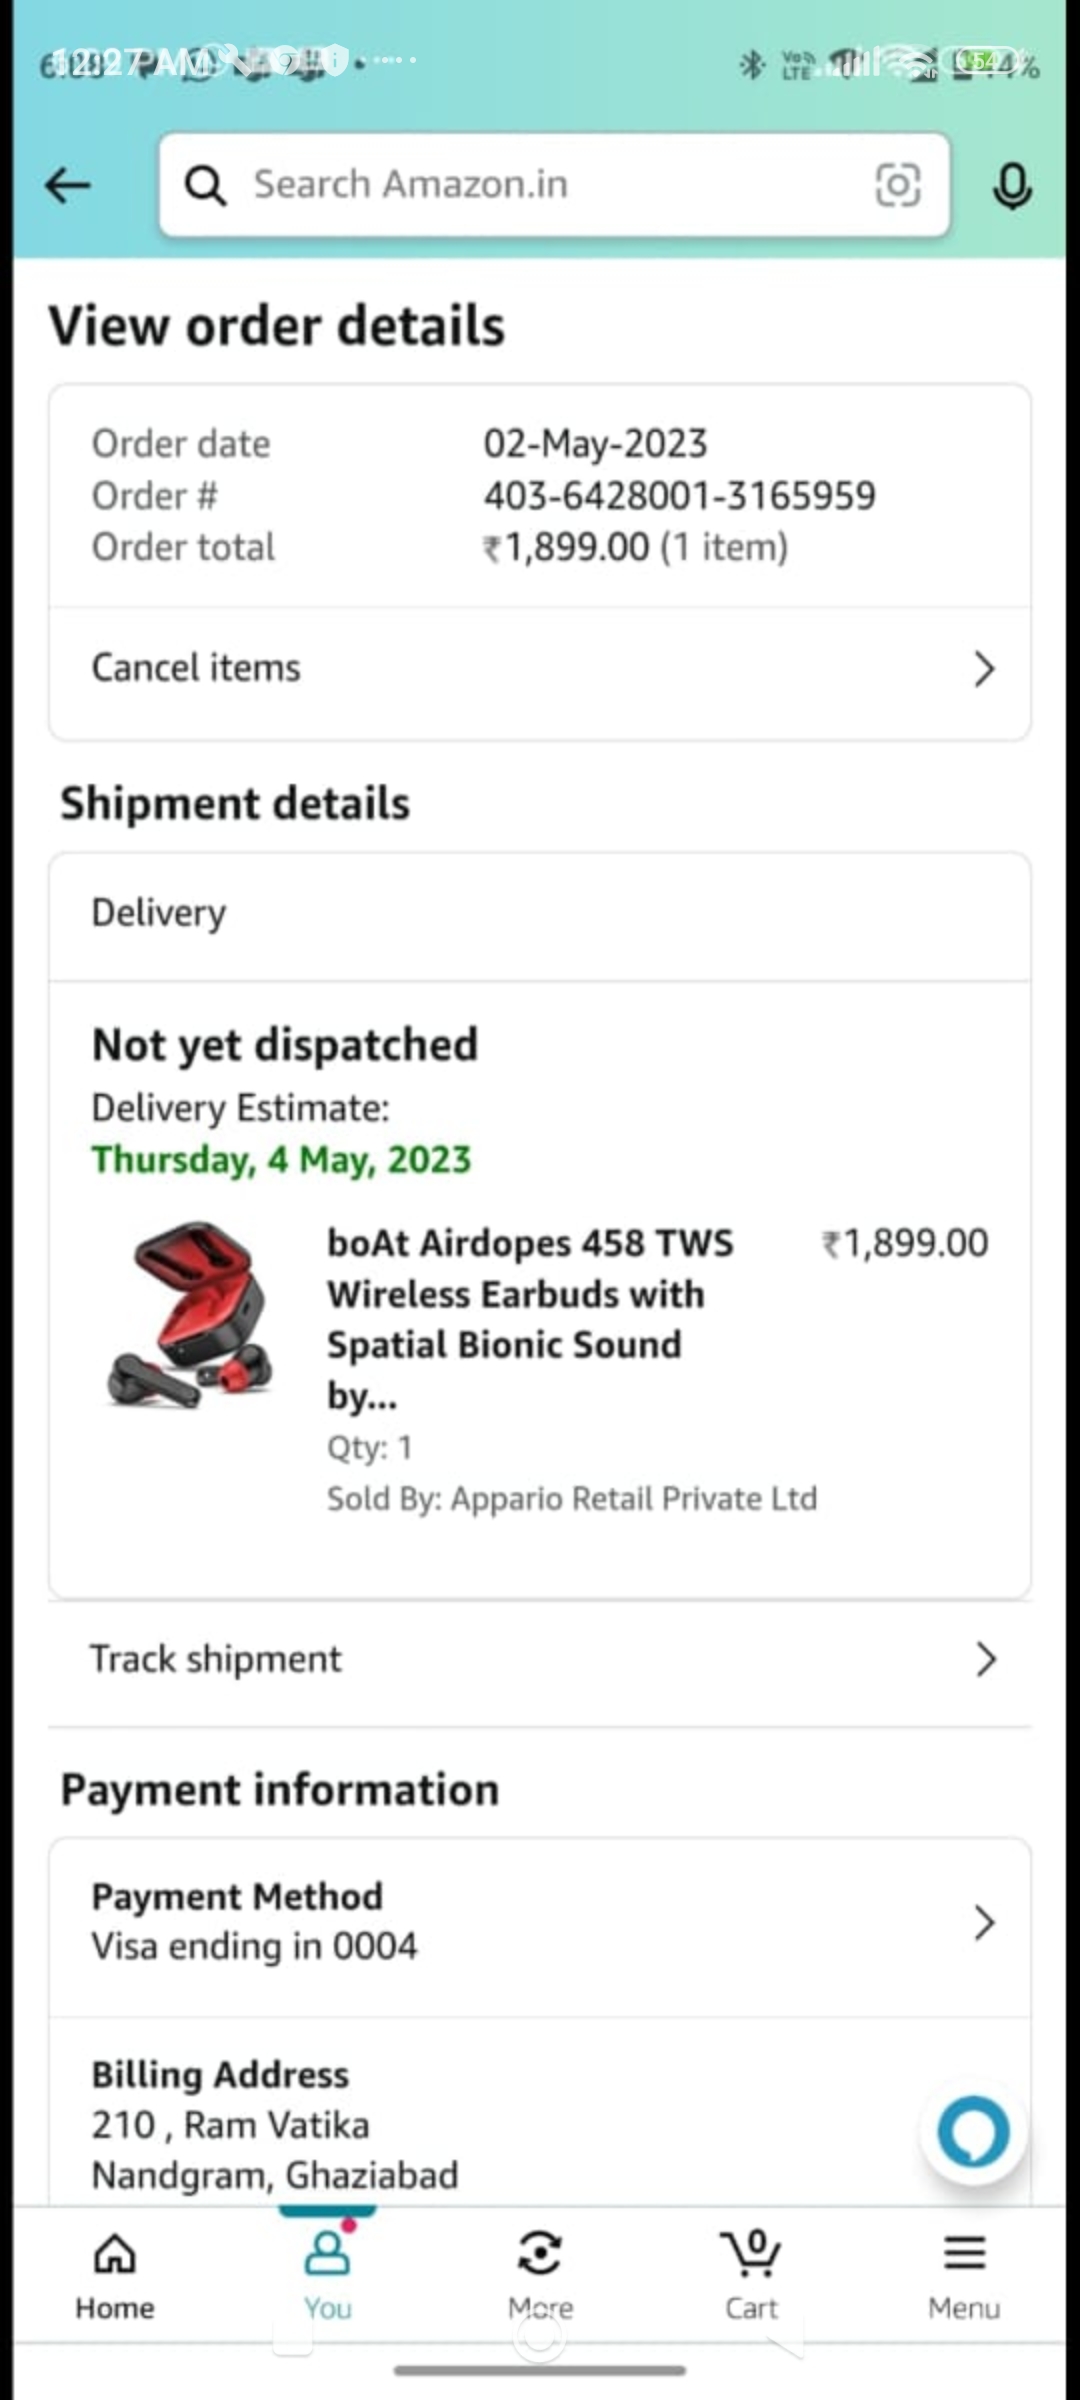 12:27 AM
54
View order details
Search Amazon.in
Order date 02-May-2023
Order # 403-6428001-3165959
Order total ₹1,899.00 (1 item)
Cancel items
Shipment details
Delivery
Not yet dispatched
Delivery Estimate:
Thursday, 4 May, 2023
boAt Airdopes 458 TWS ₹1,899.00
Wireless Earbuds with
Spatial Bionic Sound
by...
Qty: 1
Sold By: Appario Retail Private Ltd
Track shipment
Payment information
Payment Method
Visa ending in 0004
Billing Address
210 , Ram Vatika
Nandgram, Ghaziabad
Home You More 0 Cart Menu